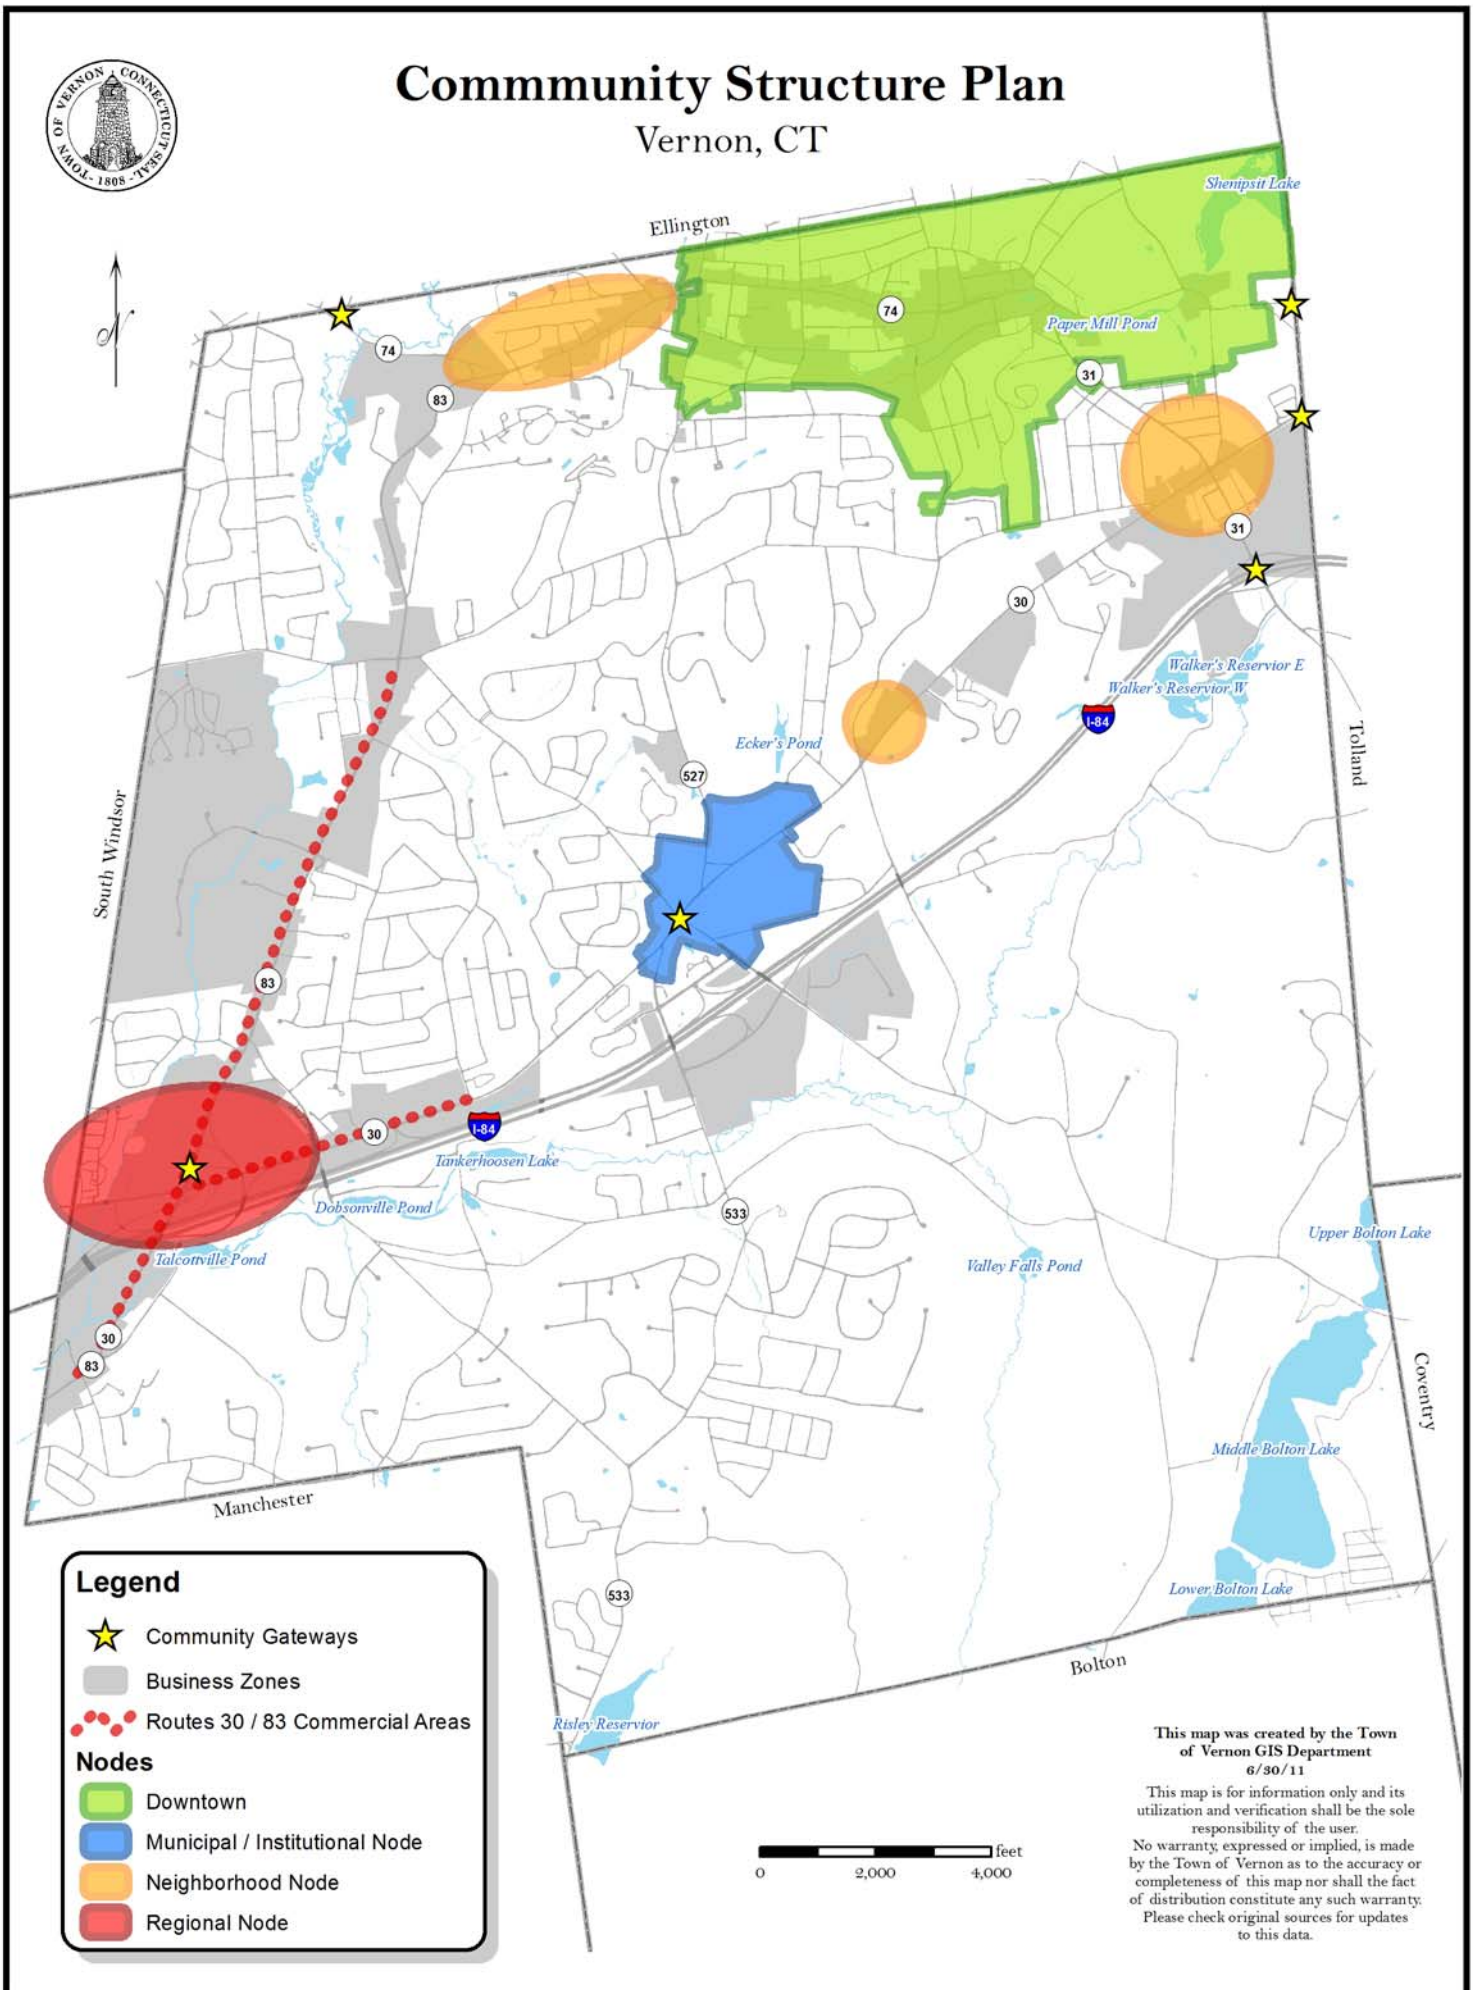 Commmunity Structure Plan
Vernon, CT
TOWN OF VERNON CONNECTICUT SEAL
- 1808 -
N
Ellington
Shenipsit Lake
74
Paper Mill Pond
74
31
83
31
30
Walker's Reservior E
Walker's Reservior W
I-84
Ecker's Pond
Tolland
527
South Windsor
83
30
I-84
Tankerhoosen Lake
Dobsonville Pond
533
Upper Bolton Lake
Talcottville Pond
Valley Falls Pond
30
83
Coventry
Middle Bolton Lake
Manchester
Lower Bolton Lake
533
Bolton
Risley Reservior
Legend
Community Gateways
Business Zones
Routes 30 / 83 Commercial Areas
Nodes
Downtown
Municipal / Institutional Node
Neighborhood Node
Regional Node
feet
0 2,000 4,000
This map was created by the Town
of Vernon GIS Department
6/30/11
This map is for information only and its
utilization and verification shall be the sole
responsibility of the user.
No warranty, expressed or implied, is made
by the Town of Vernon as to the accuracy or
completeness of this map nor shall the fact
of distribution constitute any such warranty.
Please check original sources for updates
to this data.